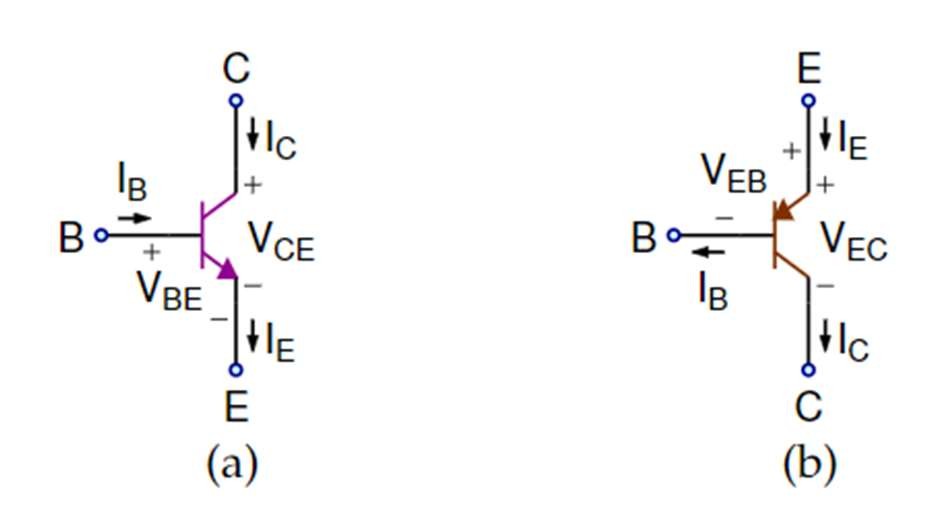 C
I_C
+
I_B
B
+
V_CE
V_BE
−
−
I_E
E
(a)
E
I_E
+
V_EB
+
−
B
V_EC
I_B
−
I_C
C
(b)